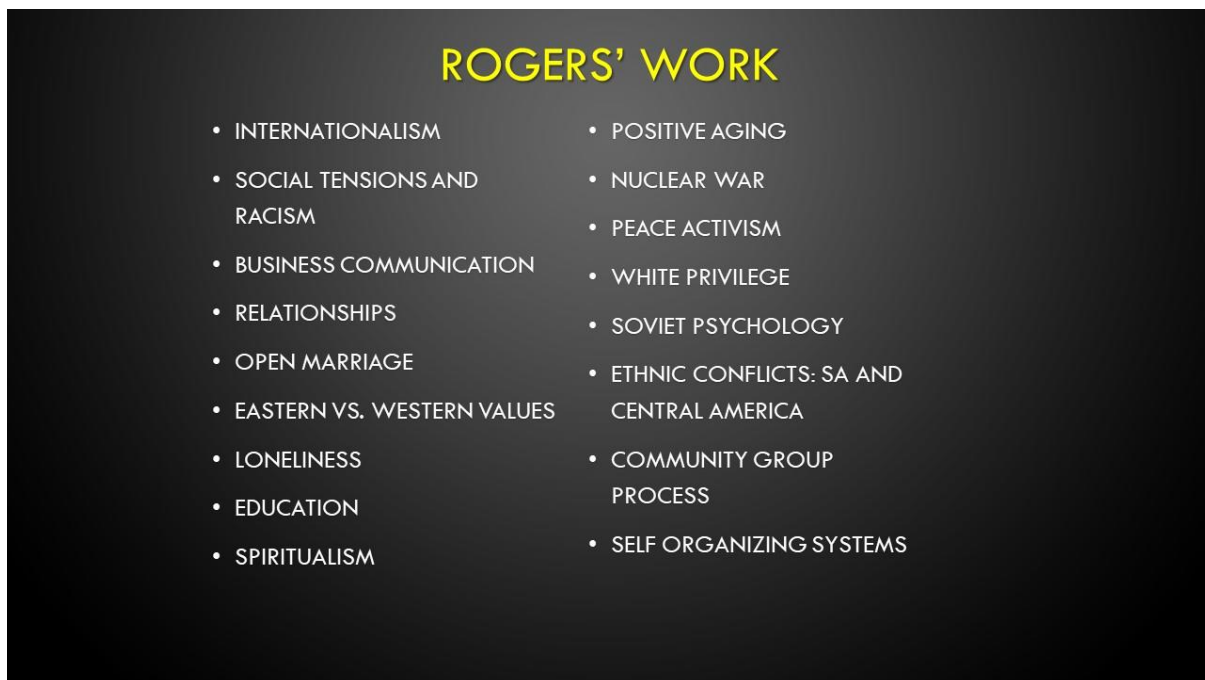 ROGERS' WORK
• INTERNATIONALISM
• SOCIAL TENSIONS AND
RACISM
• BUSINESS COMMUNICATION
• RELATIONSHIPS
• OPEN MARRIAGE
• EASTERN VS. WESTERN VALUES
• LONELINESS
• EDUCATION
• SPIRITUALISM
• POSITIVE AGING
• NUCLEAR WAR
• PEACE ACTIVISM
• WHITE PRIVILEGE
• SOVIET PSYCHOLOGY
• ETHNIC CONFLICTS: SA AND
CENTRAL AMERICA
• COMMUNITY GROUP
PROCESS
• SELF ORGANIZING SYSTEMS